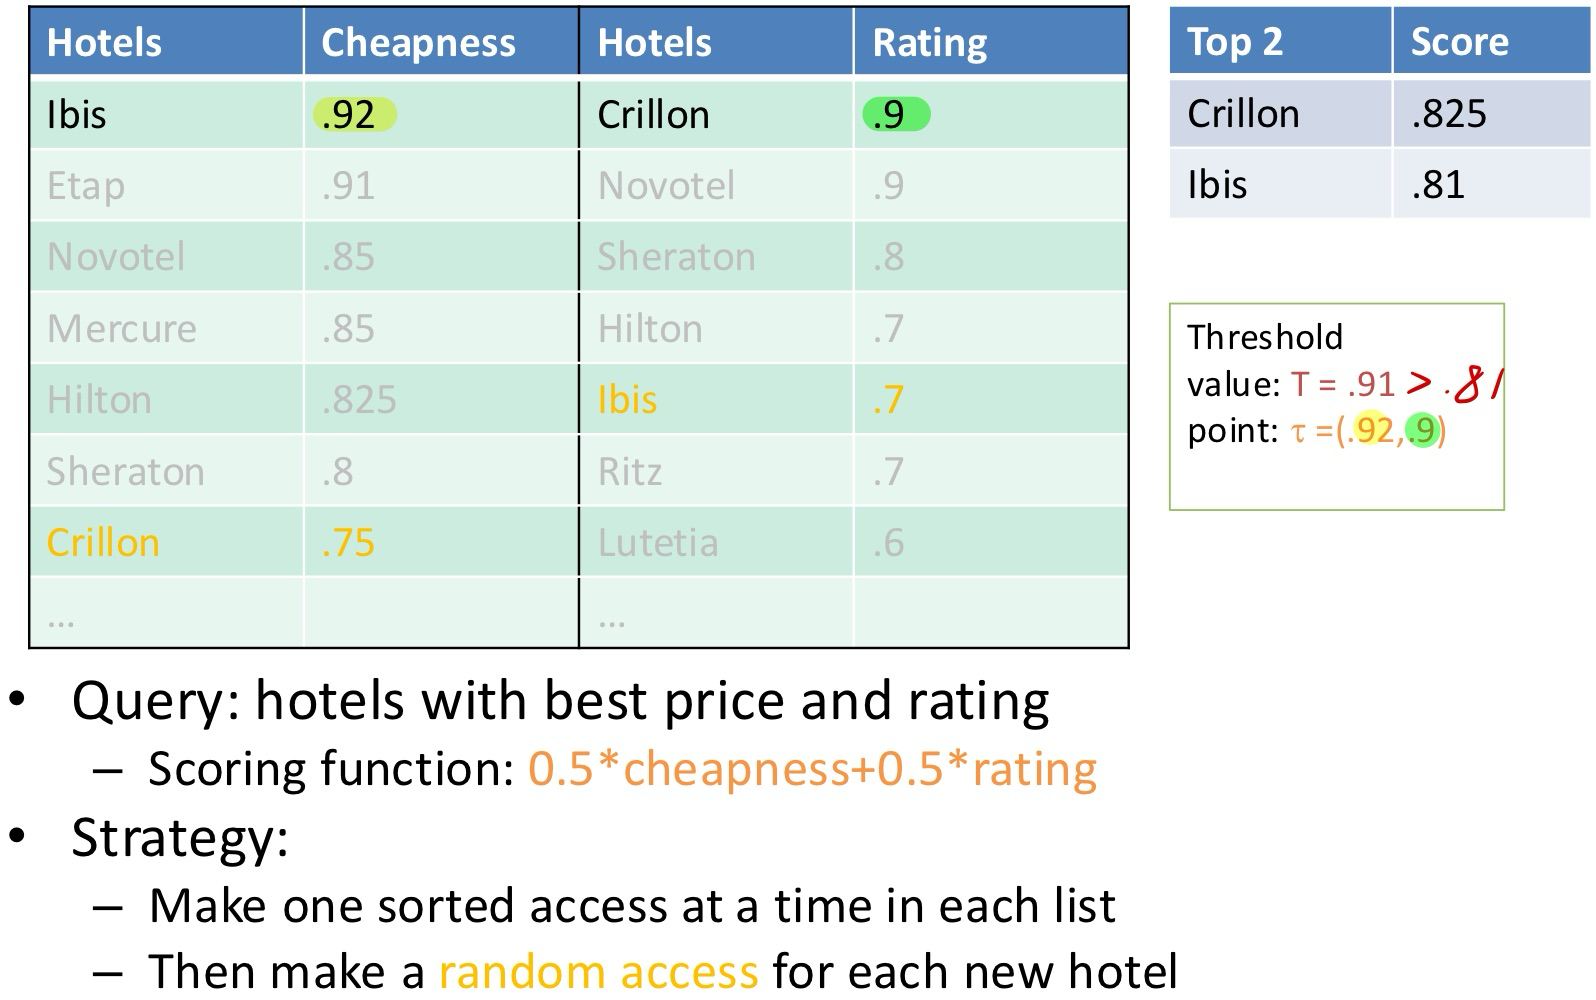 Hotels Cheapness Hotels Rating
Ibis .92 Crillon .9
Etap .91 Novotel .9
Novotel .85 Sheraton .8
Mercure .85 Hilton .7
Hilton .825 Ibis .7
Sheraton .8 Ritz .7
Crillon .75 Lutetia .6
... ...
Top 2 Score
Crillon .825
Ibis .81
Threshold
value: T = .91 > .81
point: τ =(.92,.9)
• Query: hotels with best price and rating
– Scoring function: 0.5*cheapness+0.5*rating
• Strategy:
– Make one sorted access at a time in each list
– Then make a random access for each new hotel